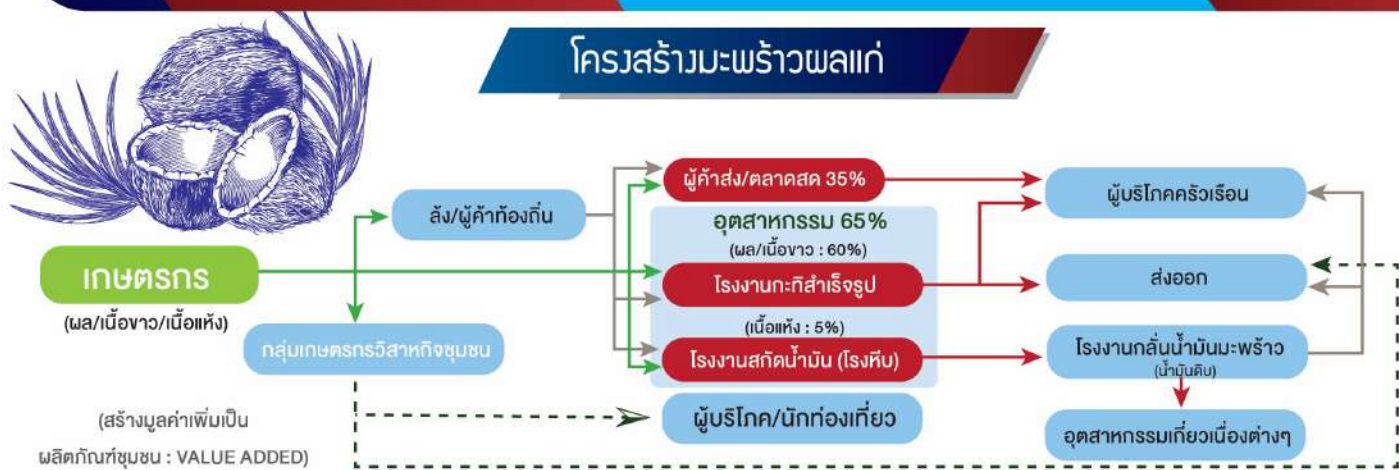 โครงสร้างมะพร้าวผลแก่
ผู้ค้าส่ง/ตลาดสด 35%
ผู้บริโภคครัวเรือน
ล้ง/ผู้ค้าท้องถิ่น
อุตสาหกรรม 65%
(ผล/เนื้อขาว : 60%)
เกษตรกร
โรงงานกะทิสำเร็จรูป
ส่งออก
(ผล/เนื้อขาว/เนื้อแห้ง)
(เนื้อแห้ง : 5%)
กลุ่มเกษตรกรวิสาหกิจชุมชน
โรงงานสกัดน้ำมัน (โรงหีบ)
โรงงานกลั่นน้ำมันมะพร้าว
(น้ำมันดิบ)
(สร้างมูลค่าเพิ่มเป็น
ผลิตภัณฑ์ชุมชน : VALUE ADDED)
ผู้บริโภค/นักท่องเที่ยว
อุตสาหกรรมเกี่ยวเนื่องต่างๆ